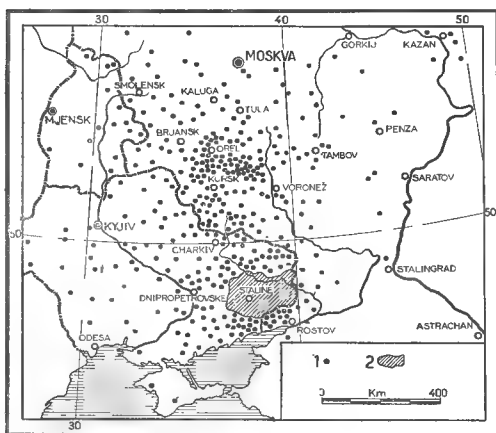 30
40
50
GORKIJ
KAZAN
MOSKVA
SMOLENSK
KALUGA
TULA
MJENSK
BRJANSK
OREL
PENZA
TAMBOV
KURSK
VORONEŽ
SARATOV
50
KYJIV
50
CHARKIV
STALINGRAD
DNIPROPETROVSKE
STALINE
ROSTOV
ASTRACHAN
ODESA
1
2
0 Km 400
30